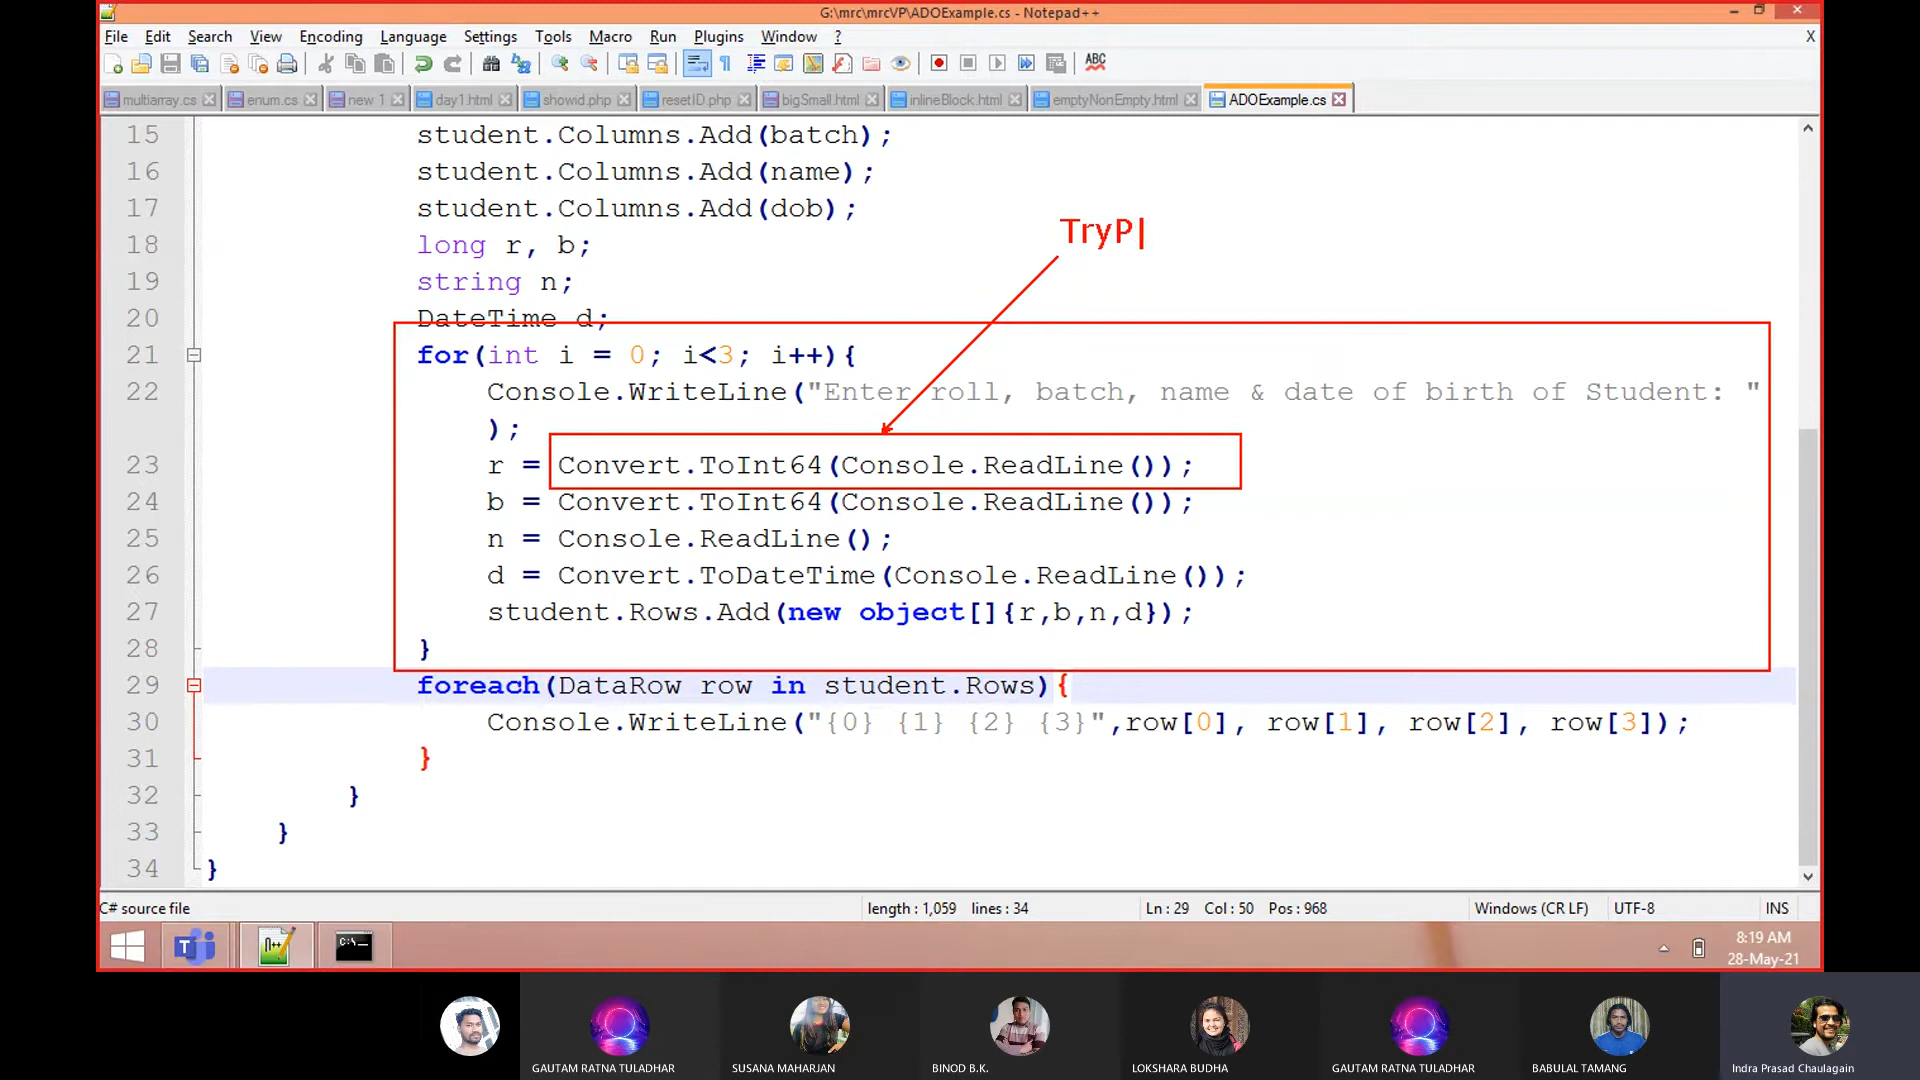 G:\mrc\mrcVP\ADOExample.cs - Notepad++
File Edit Search View Encoding Language Settings Tools Macro Run Plugins Window ? X
ABC
multiarray.cs enum.cs new 1 day1.html showid.php resetID.php bigSmall.html inlineBlock.html emptyNonEmpty.html ADOExample.cs
15 student.Columns.Add(batch);
16 student.Columns.Add(name);
17 student.Columns.Add(dob);
TryP|
18 long r, b;
19 string n;
20 DateTime d;
21 for(int i = 0; i<3; i++){
22 Console.WriteLine("Enter roll, batch, name & date of birth of Student: "
);
23 r = Convert.ToInt64(Console.ReadLine());
24 b = Convert.ToInt64(Console.ReadLine());
25 n = Console.ReadLine();
26 d = Convert.ToDateTime(Console.ReadLine());
27 student.Rows.Add(new object[]{r,b,n,d});
28 }
29 foreach(DataRow row in student.Rows){
30 Console.WriteLine("{0} {1} {2} {3}",row[0], row[1], row[2], row[3]);
31 }
32 }
33 }
34 }
C# source file length : 1,059 lines : 34 Ln : 29 Col : 50 Pos : 968 Windows (CR LF) UTF-8 INS
8:19 AM
28-May-21
GAUTAM RATNA TULADHAR SUSANA MAHARJAN BINOD B.K. LOKSHARA BUDHA GAUTAM RATNA TULADHAR BABULAL TAMANG Indra Prasad Chaulagain